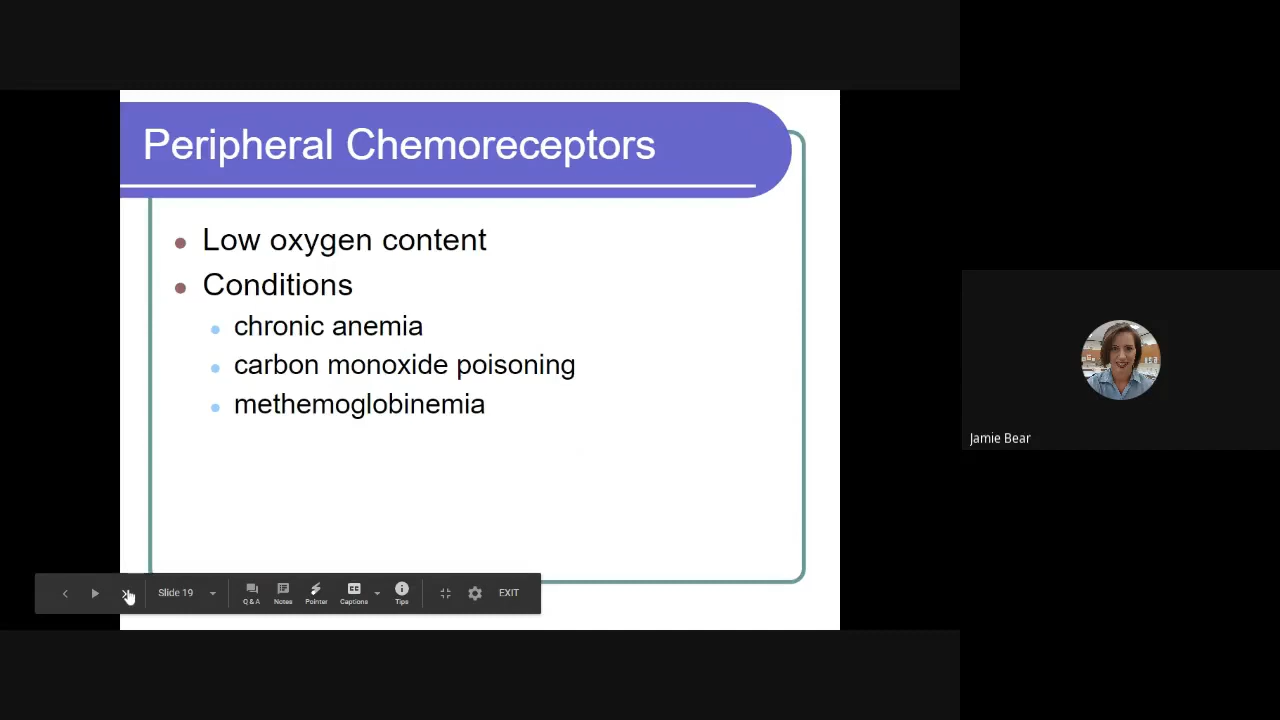 Peripheral Chemoreceptors
Low oxygen content
Conditions
chronic anemia
carbon monoxide poisoning
methemoglobinemia
Jamie Bear
Slide 19
Q & A
Notes
Pointer
Captions
Tips
EXIT